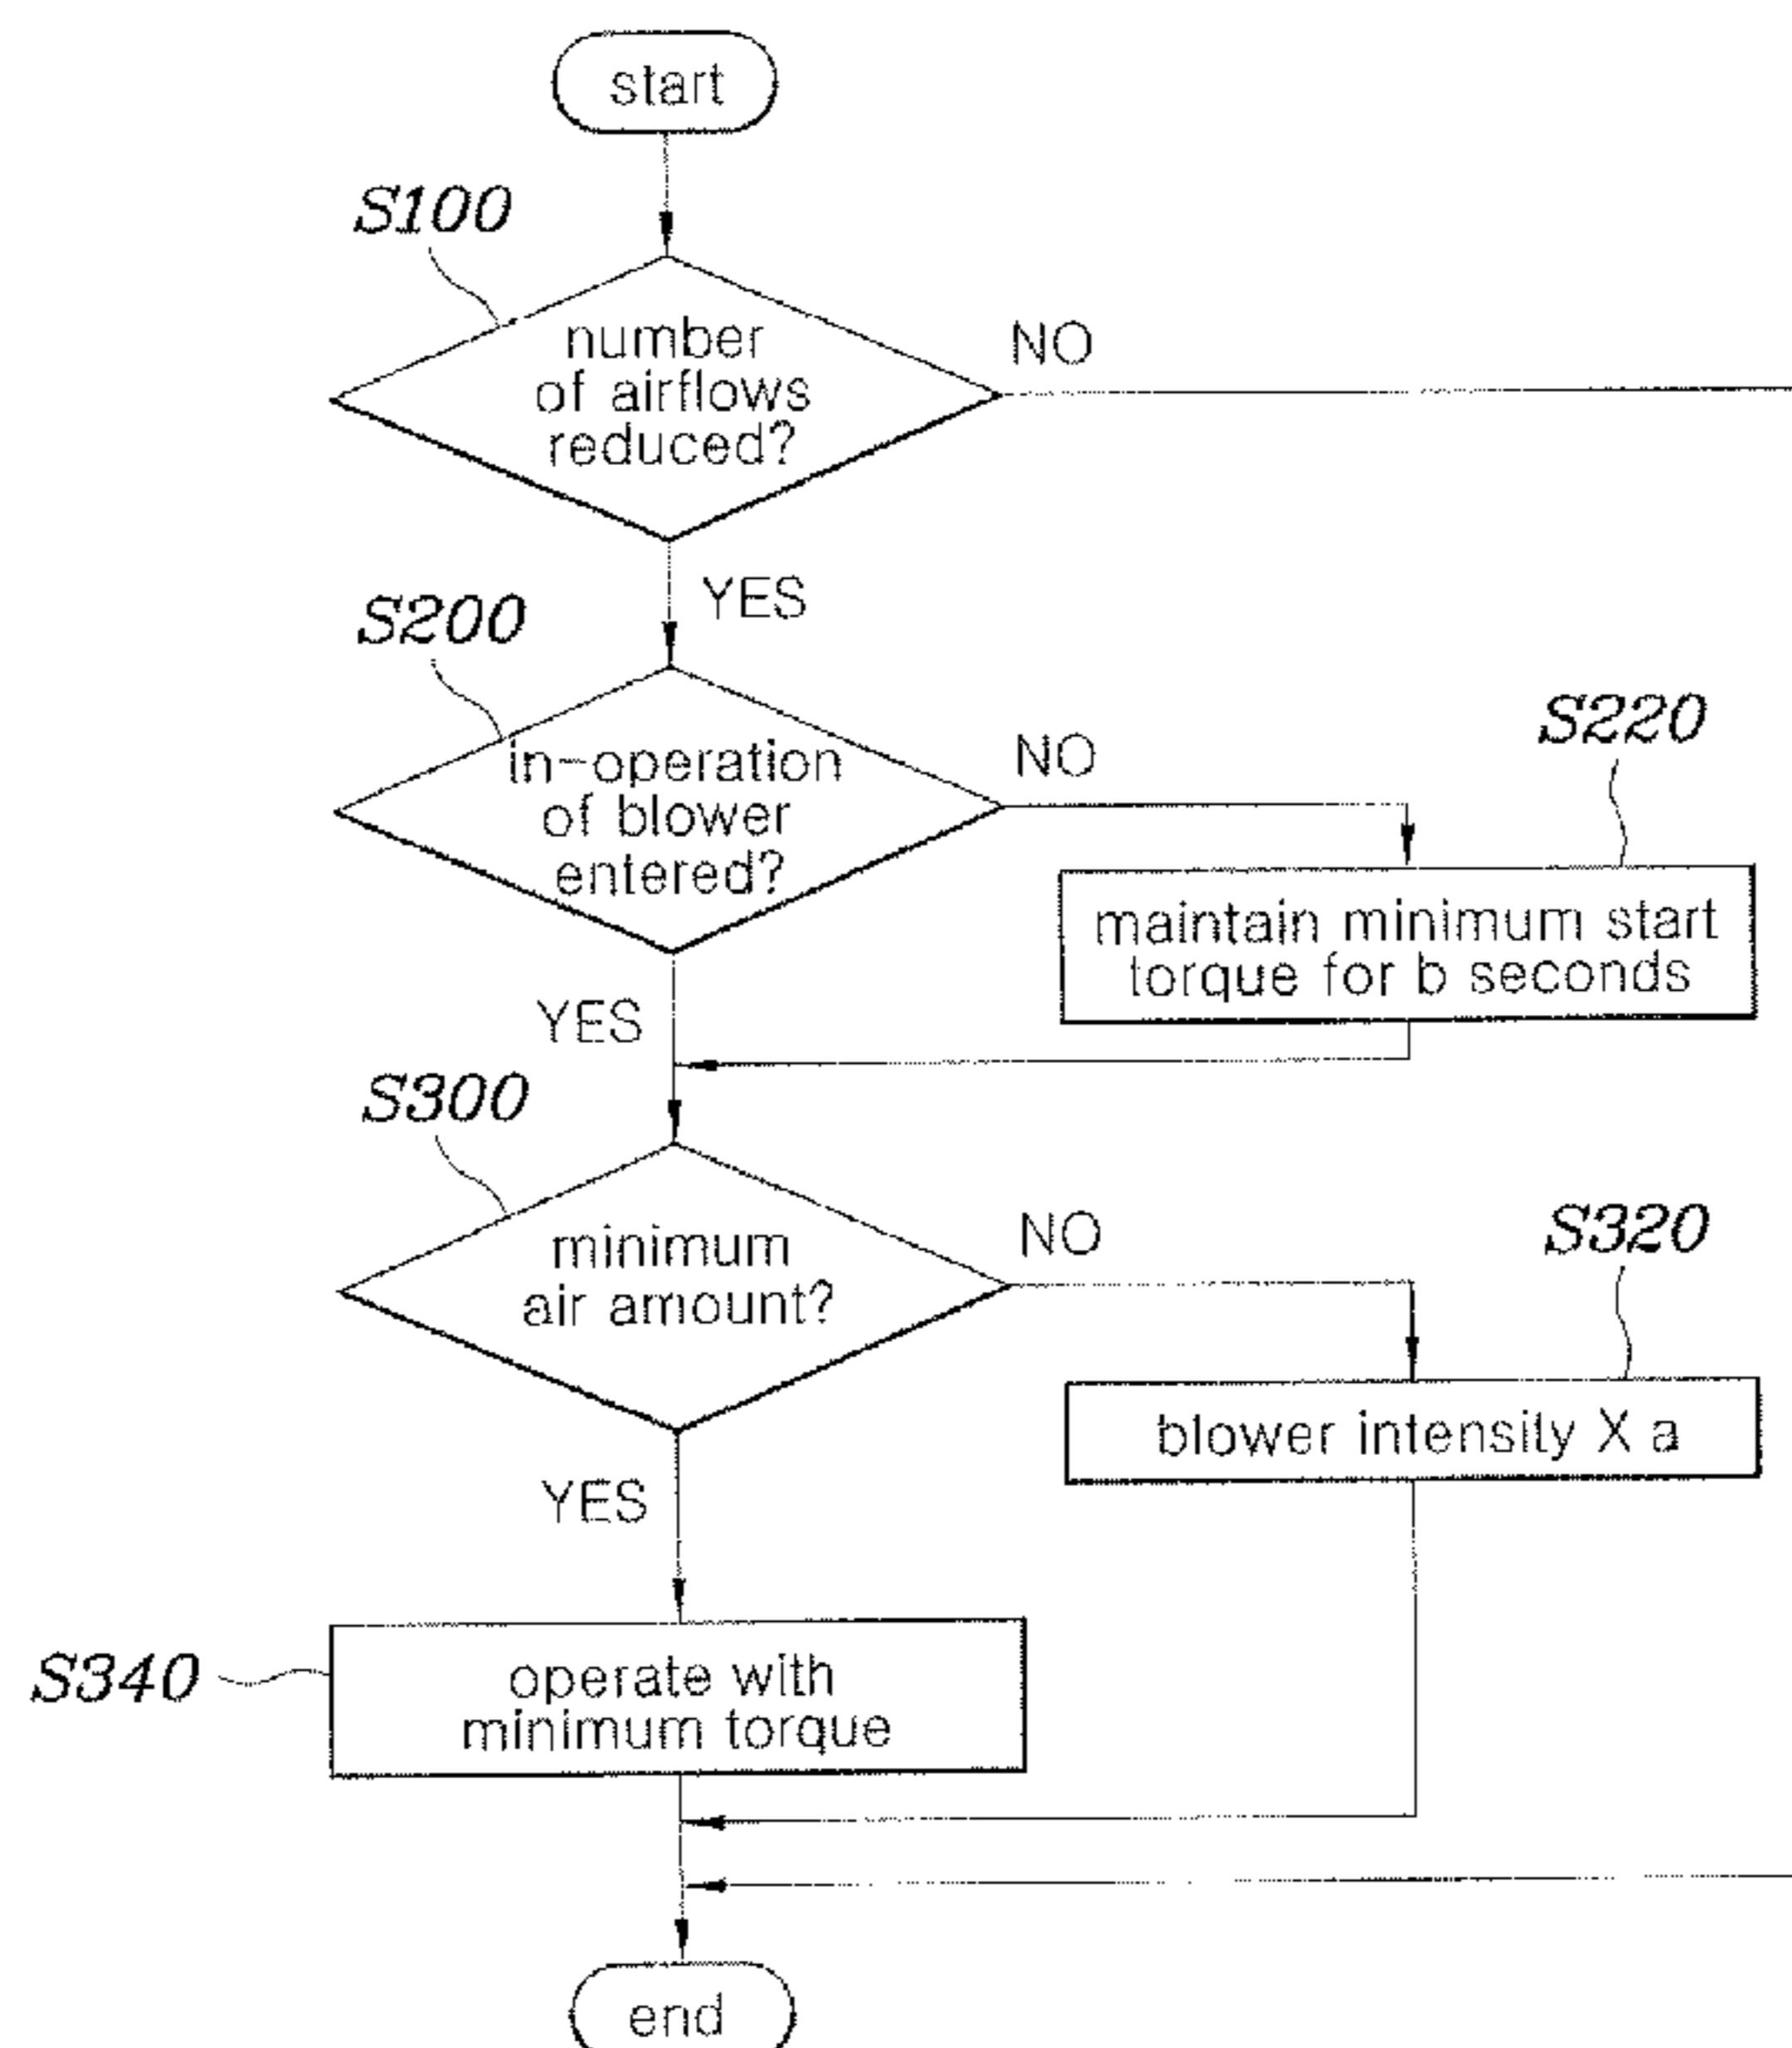 start
S100
number
of airflows
reduced?
NO
YES
S200
in-operation
of blower
entered?
NO
S220
maintain minimum start
torque for b seconds
YES
S300
minimum
air amount?
NO
S320
blower intensity X a
YES
S340
operate with
minimum torque
end